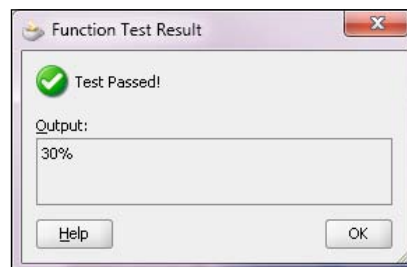 Function Test Result
Test Passed!
Output:
30%
Help
OK